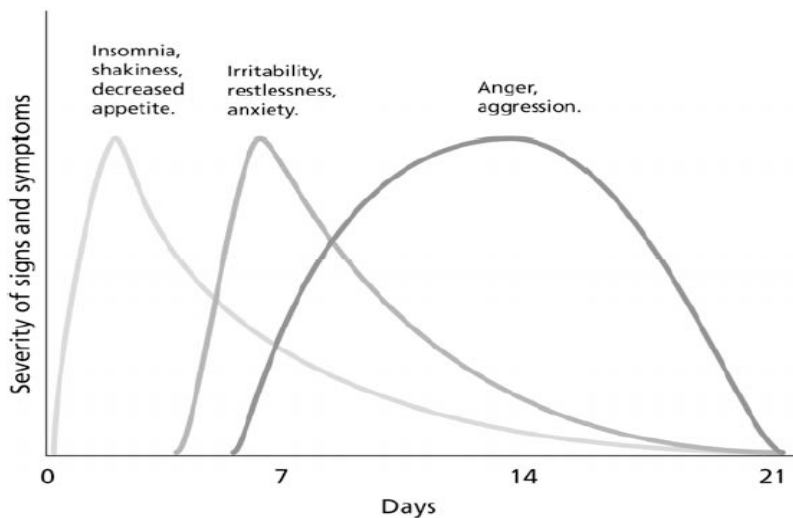 Insomnia,
shakiness,
decreased
appetite.
Irritability,
restlessness,
anxiety.
Anger,
aggression.
Severity of signs and symptoms
0
7
14
21
Days